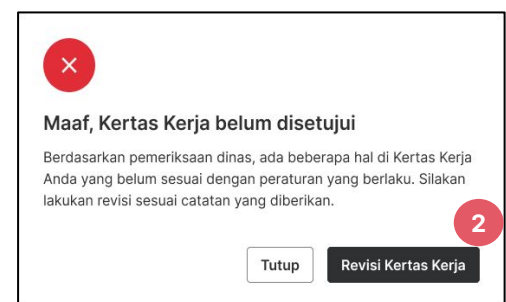 Maaf, Kertas Kerja belum disetujui
Berdasarkan pemeriksaan dinas, ada beberapa hal di Kertas Kerja
Anda yang belum sesuai dengan peraturan yang berlaku. Silakan
lakukan revisi sesuai catatan yang diberikan.
2
Tutup Revisi Kertas Kerja